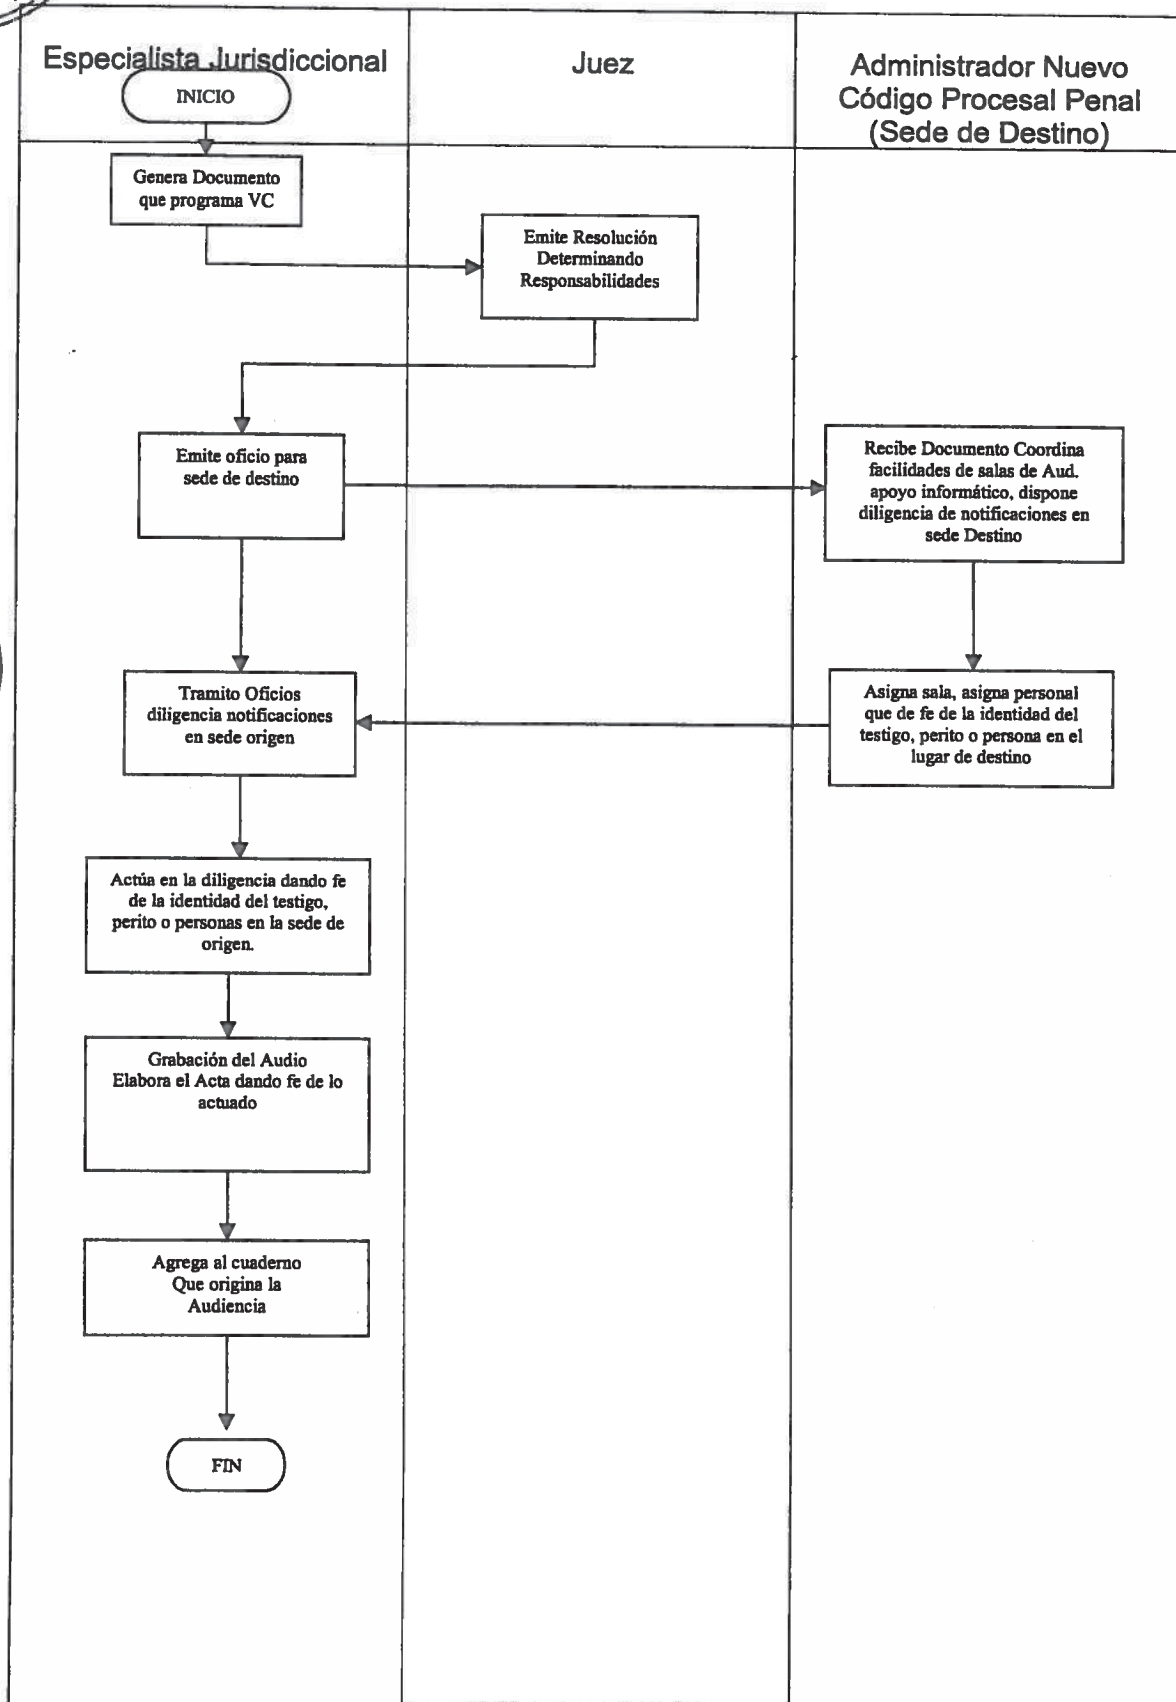 Especialista Jurisdiccional
INICIO
Juez
Administrador Nuevo
Código Procesal Penal
(Sede de Destino)
Genera Documento
que programa VC
Emite Resolución
Determinando
Responsabilidades
Emite oficio para
sede de destino
Recibe Documento Coordina
facilidades de salas de Aud.
apoyo informático, dispone
diligencia de notificaciones en
sede Destino
Tramito Oficios
diligencia notificaciones
en sede origen
Asigna sala, asigna personal
que de fe de la identidad del
testigo, perito o persona en el
lugar de destino
Actúa en la diligencia dando fe
de la identidad del testigo,
perito o personas en la sede de
origen.
Grabación del Audio
Elabora el Acta dando fe de lo
actuado
Agrega al cuaderno
Que origina la
Audiencia
FIN